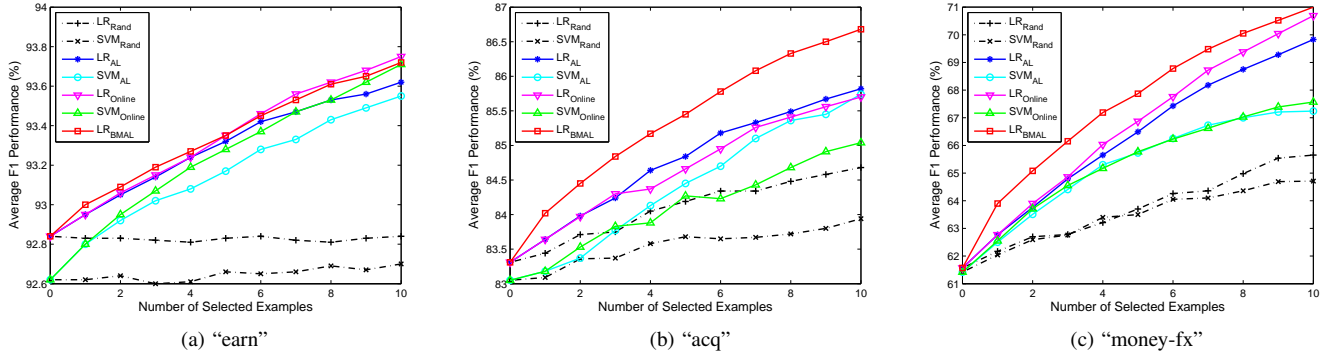 94
93.8
93.6
93.4
93.2
93
92.8
92.6
0
2
4
6
8
10
Number of Selected Examples
Average F1 Performance (%)
LR_Rand
SVM_Rand
LR_AL
SVM_AL
LR_Online
SVM_Online
LR_BMAL
(a) “earn”
87
86.5
86
85.5
85
84.5
84
83.5
83
0
2
4
6
8
10
Number of Selected Examples
Average F1 Performance (%)
LR_Rand
SVM_Rand
LR_AL
SVM_AL
LR_Online
SVM_Online
LR_BMAL
(b) “acq”
71
70
69
68
67
66
65
64
63
62
61
0
2
4
6
8
10
Number of Selected Examples
Average F1 Performance (%)
LR_Rand
SVM_Rand
LR_AL
SVM_AL
LR_Online
SVM_Online
LR_BMAL
(c) “money-fx”